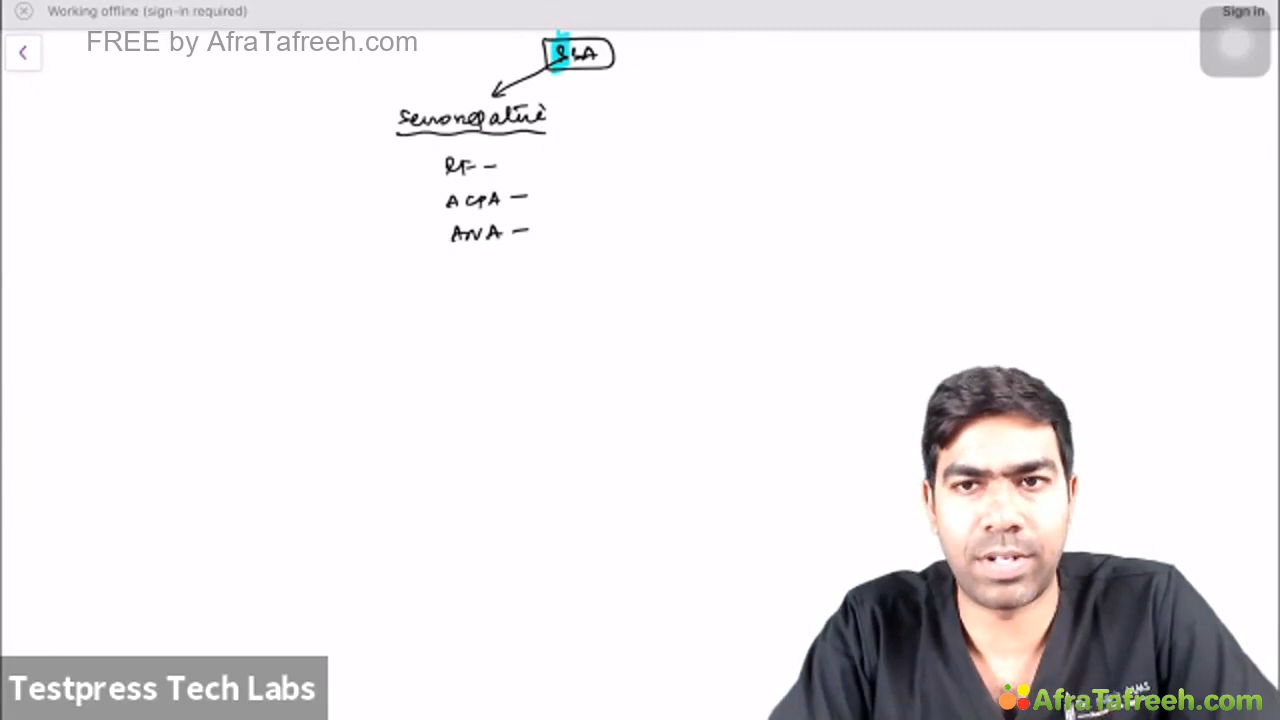 Working offline (sign-in required)
Sign in
FREE by AfraTafreeh.com
SSA
Seronegative
RF –
ACPA –
ANA –
Testpress Tech Labs
AfraTafreeh.com